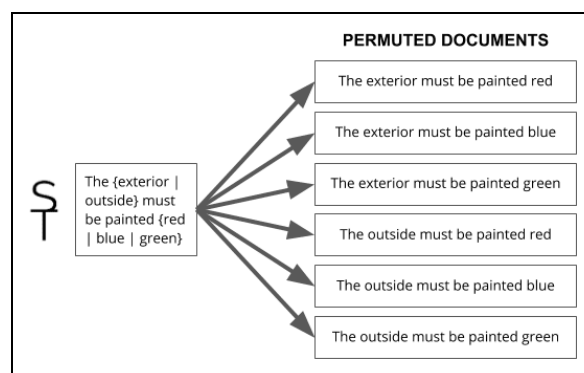 PERMUTED DOCUMENTS
The exterior must be painted red
The exterior must be painted blue
S
T
The {exterior |
outside} must
be painted {red
| blue | green}
The exterior must be painted green
The outside must be painted red
The outside must be painted blue
The outside must be painted green